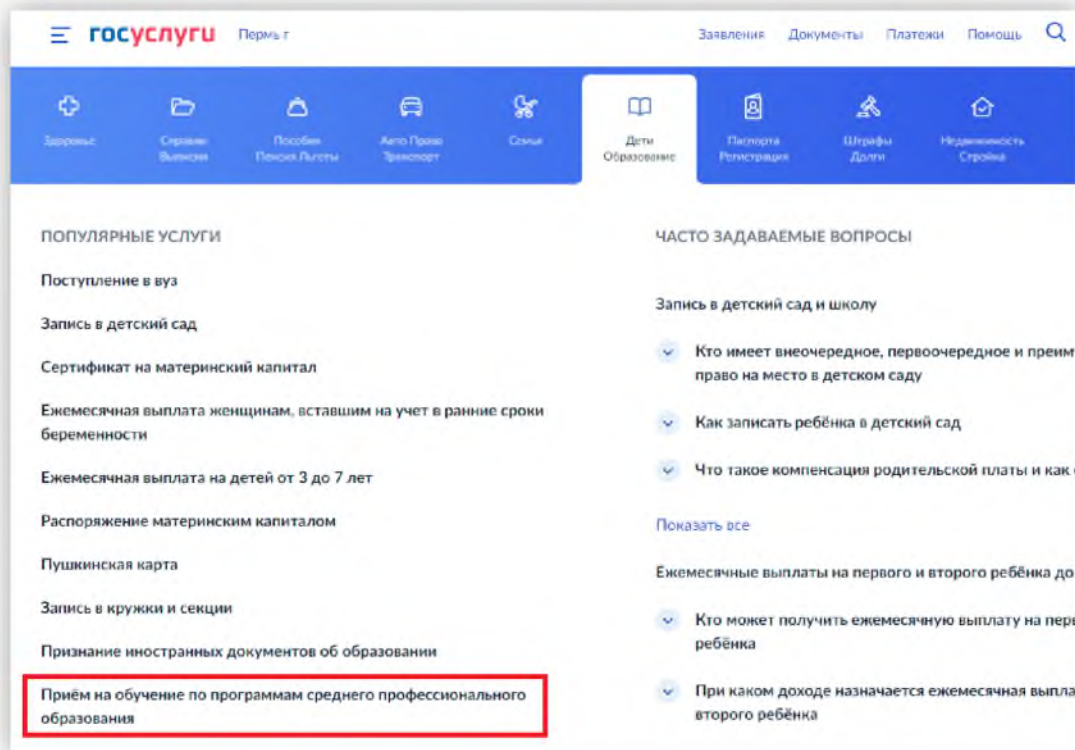 госуслуги Пермь г Заявления Документы Платежи Помощь
Здоровье
Справки
Выписки
Пособия
Пенсия Льготы
Авто Право
Транспорт
Семья
Дети
Образование
Паспорта
Регистрация
Штрафы
Долги
Недвижимость
Стройка
ПОПУЛЯРНЫЕ УСЛУГИ
Поступление в вуз
Запись в детский сад
Сертификат на материнский капитал
Ежемесячная выплата женщинам, вставшим на учет в ранние сроки
беременности
Ежемесячная выплата на детей от 3 до 7 лет
Распоряжение материнским капиталом
Пушкинская карта
Запись в кружки и секции
Признание иностранных документов об образовании
Приём на обучение по программам среднего профессионального
образования
ЧАСТО ЗАДАВАЕМЫЕ ВОПРОСЫ
Запись в детский сад и школу
Кто имеет внеочередное, первоочередное и преим
право на место в детском саду
Как записать ребёнка в детский сад
Что такое компенсация родительской платы и как
Показать все
Ежемесячные выплаты на первого и второго ребёнка до
Кто может получить ежемесячную выплату на перв
ребёнка
При каком доходе назначается ежемесячная выпла
второго ребёнка